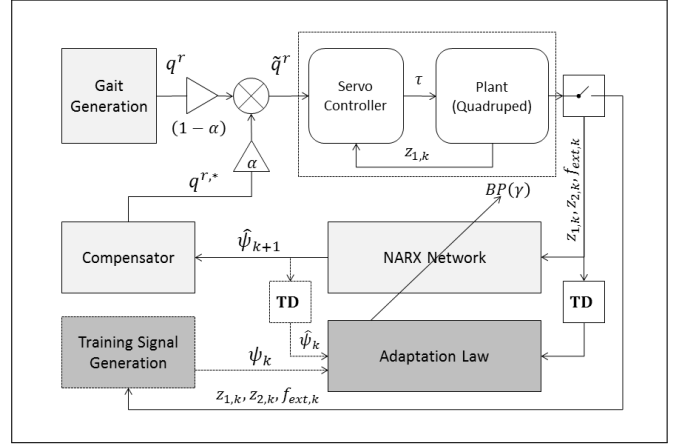 q^r
q̃^r
Gait
Generation
(1 − α)
Servo
Controller
τ
Plant
(Quadruped)
z_{1,k}
α
q^{r,*}
BP(γ)
z_{1,k}, z_{2,k}, f_{ext,k}
Compensator
ψ̂_{k+1}
NARX Network
TD
TD
Training Signal
Generation
ψ_k
ψ̂_k
Adaptation Law
z_{1,k}, z_{2,k}, f_{ext,k}